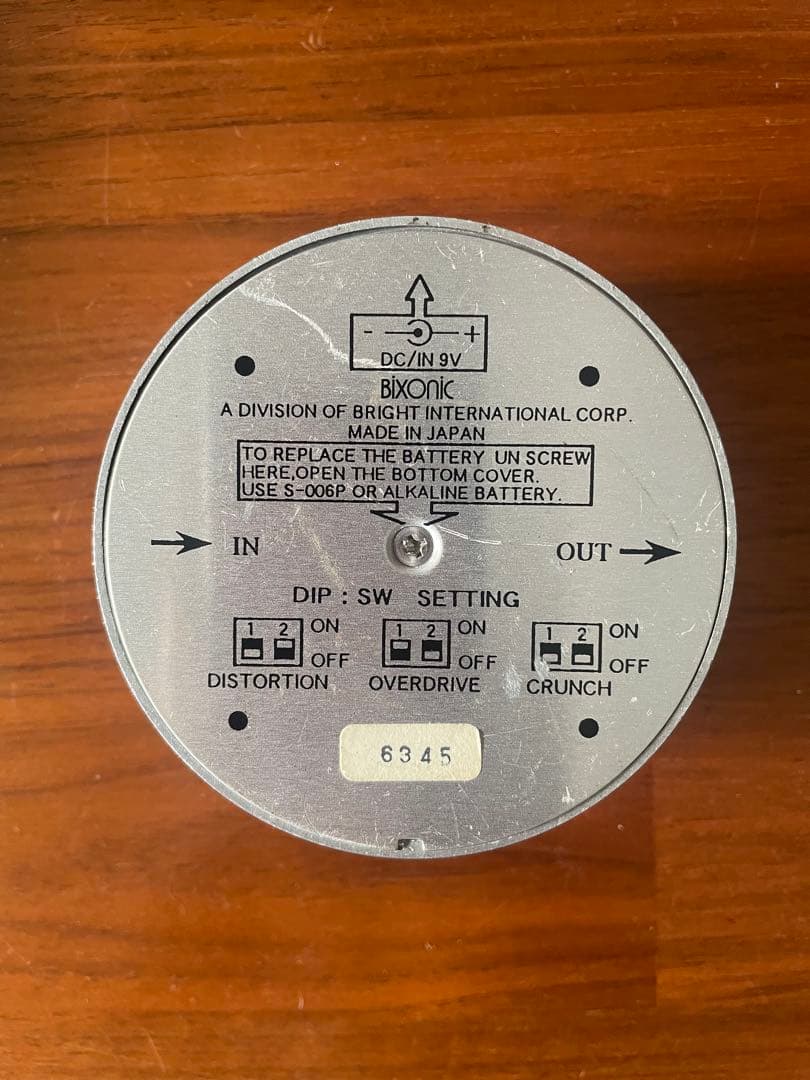 - +
DC/IN 9V
BiXOniC
A DIVISION OF BRIGHT INTERNATIONAL CORP.
MADE IN JAPAN
TO REPLACE THE BATTERY UN SCREW
HERE,OPEN THE BOTTOM COVER.
USE S-006P OR ALKALINE BATTERY.
IN OUT
DIP : SW SETTING
1 2 ON 1 2 ON 1 2 ON
OFF OFF OFF
DISTORTION OVERDRIVE CRUNCH
6345